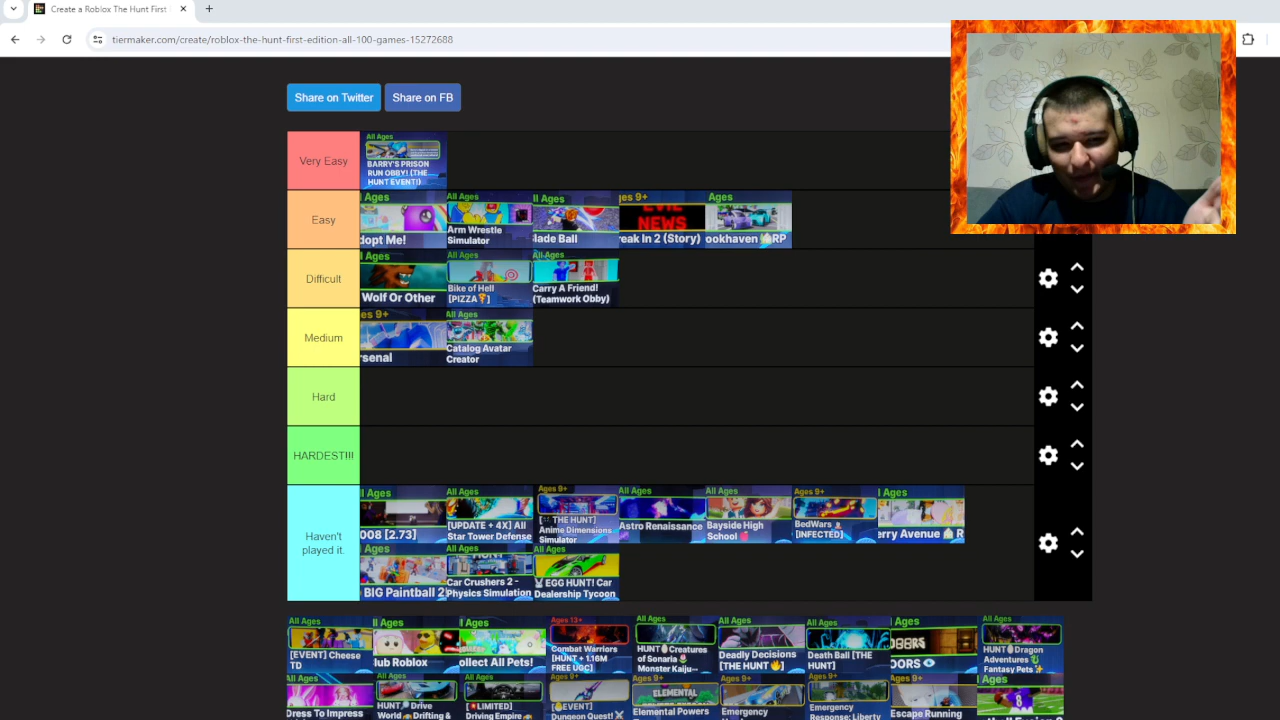 Create a Roblox The Hunt First
tiermaker.com/create/roblox-the-hunt-first-edition-all-100-games-15272688
Share on Twitter
Share on FB
Very Easy
All Ages
BARRY'S PRISON
RUN OBBY! (THE
HUNT EVENT!)
Easy
l Ages
dopt Me!
All Ages
Arm Wrestle
Simulator
ll Ages
lade Ball
ges 9+
EVIL
NEWS
reak In 2 (Story)
Ages
ookhaven 🏡RP
Difficult
l Ages
Wolf Or Other
All Ages
Bike of Hell
[PIZZA🍕]
All Ages
Carry A Friend!
(Teamwork Obby)
Medium
es 9+
rsenal
All Ages
Catalog Avatar
Creator
Hard
HARDEST!!!
Haven't
played it.
l Ages
008 [2.73]
All Ages
[UPDATE + 4X] All
Star Tower Defense
Ages 9+
THE HUNT]
Anime Dimensions
Simulator
All Ages
Astro Renaissance
All Ages
Bayside High
School
Ages 9+
BedWars
[INFECTED]
l Ages
erry Avenue 🏠 R
l Ages
BIG Paintball 2
All Ages
Car Crushers 2 -
Physics Simulation
All Ages
EGG HUNT! Car
Dealership Tycoon
All Ages
[EVENT] Cheese
TD
ll Ages
lub Roblox
l Ages
ollect All Pets!
Ages 13+
Combat Warriors
[HUNT + 1.16M
FREE UGC]
All Ages
HUNT🥚Creatures
of Sonaria
Monster Kaiju...
All Ages
Deadly Decisions
[THE HUNT🔥]
All Ages
Death Ball [THE
HUNT]
l Ages
DOORS
OORS 👁️
All Ages
HUNT🥚Dragon
Adventures
Fantasy Pets
All Ages
Dress To Impress
All Ages
HUNT Drive
World Drifting &
All Ages
[🚨LIMITED]
Driving Empire
Ages 9+
[EVENT]
Dungeon Quest! ⚔️
All Ages
ELEMENTAL
Elemental Powers
Ages 9+
Emergency
Ages 9+
Emergency
Response: Liberty
Ages 9+
Escape Running
l Ages